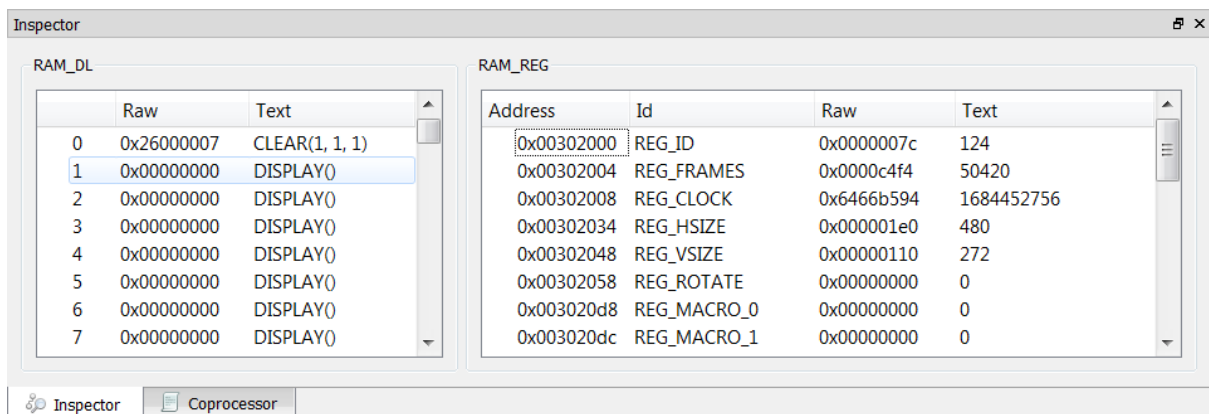 Inspector
RAM_DL
Raw Text
0 0x26000007 CLEAR(1, 1, 1)
1 0x00000000 DISPLAY()
2 0x00000000 DISPLAY()
3 0x00000000 DISPLAY()
4 0x00000000 DISPLAY()
5 0x00000000 DISPLAY()
6 0x00000000 DISPLAY()
7 0x00000000 DISPLAY()
RAM_REG
Address Id Raw Text
0x00302000 REG_ID 0x0000007c 124
0x00302004 REG_FRAMES 0x0000c4f4 50420
0x00302008 REG_CLOCK 0x6466b594 1684452756
0x00302034 REG_HSIZE 0x000001e0 480
0x00302048 REG_VSIZE 0x00000110 272
0x00302058 REG_ROTATE 0x00000000 0
0x003020d8 REG_MACRO_0 0x00000000 0
0x003020dc REG_MACRO_1 0x00000000 0
Inspector Coprocessor